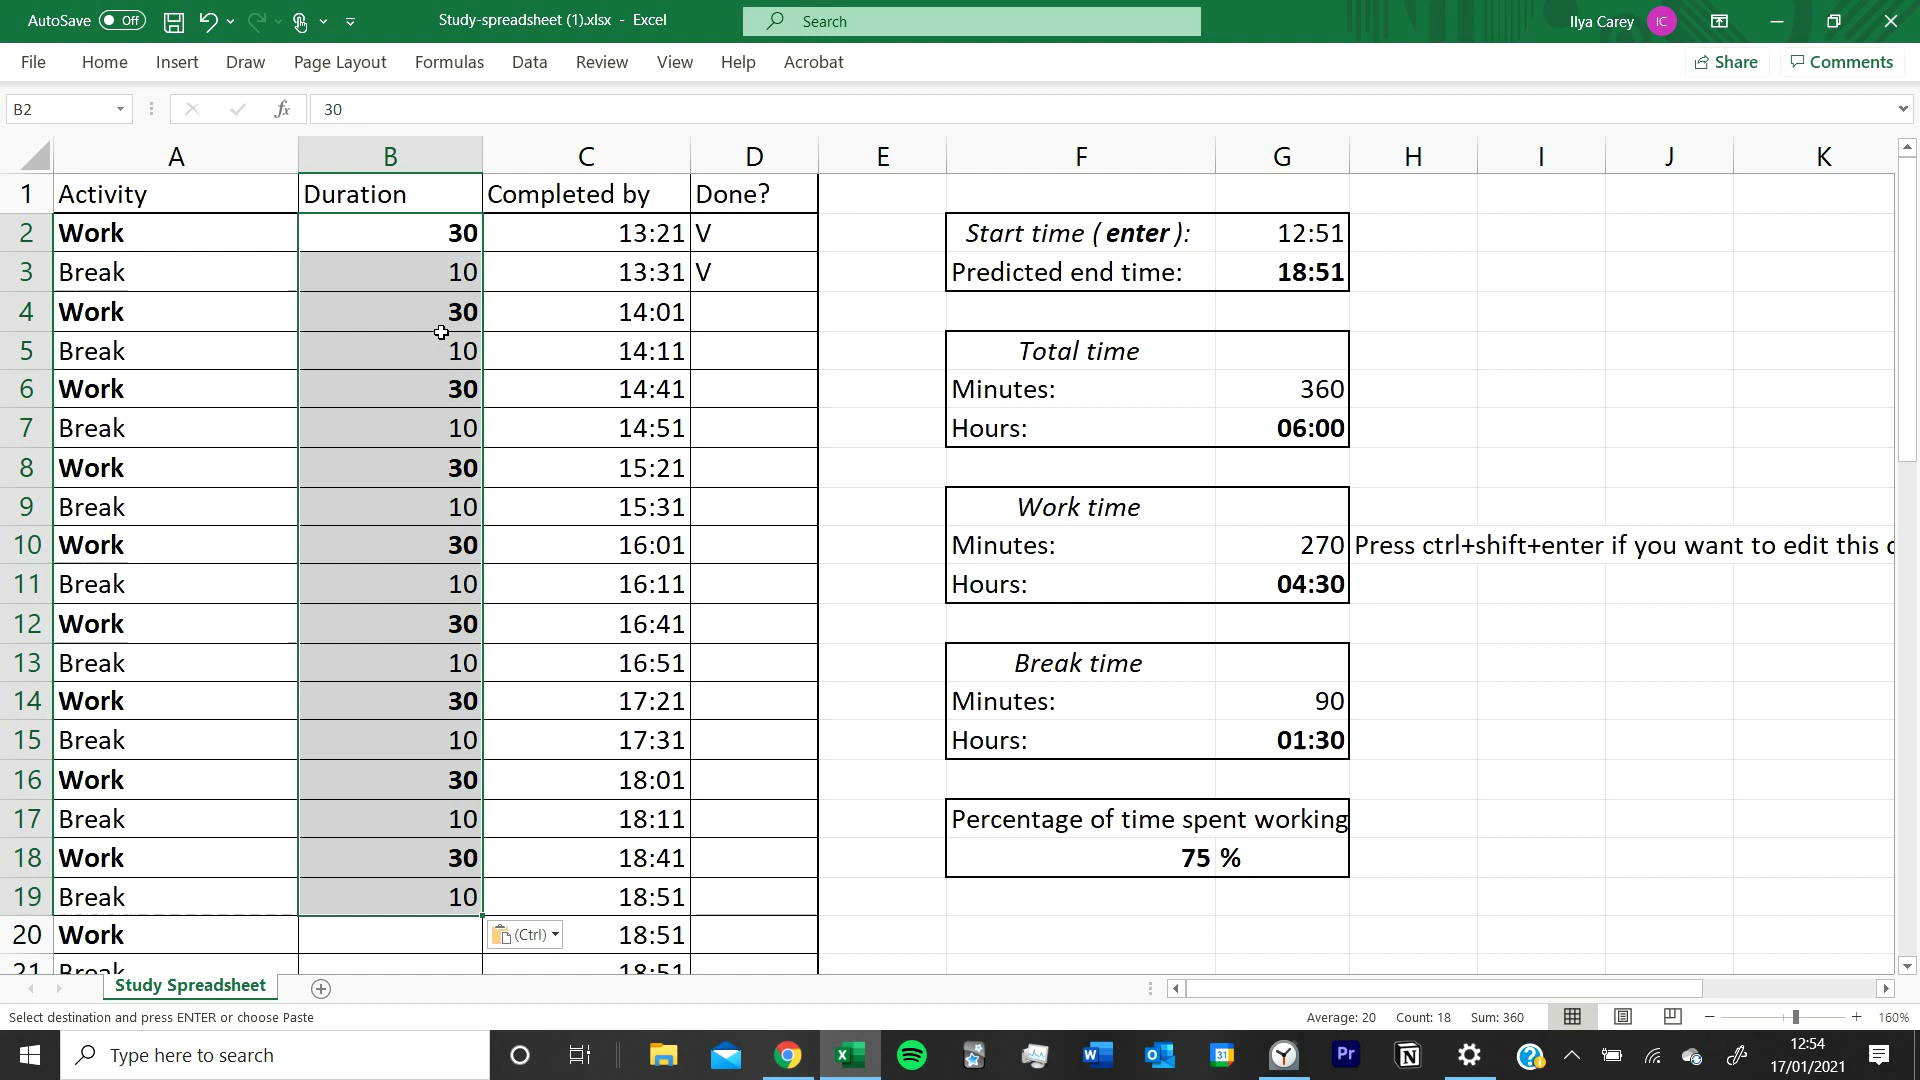 AutoSave Off Study-spreadsheet (1).xlsx - Excel Search Ilya Carey IC
File Home Insert Draw Page Layout Formulas Data Review View Help Acrobat Share Comments
B2 fx 30
A B C D E F G H I J K
1 Activity Duration Completed by Done?
2 Work 30 13:21 V Start time (enter): 12:51
3 Break 10 13:31 V Predicted end time: 18:51
4 Work 30 14:01
5 Break 10 14:11 Total time
6 Work 30 14:41 Minutes: 360
7 Break 10 14:51 Hours: 06:00
8 Work 30 15:21
9 Break 10 15:31 Work time
10 Work 30 16:01 Minutes: 270 Press ctrl+shift+enter if you want to edit this
11 Break 10 16:11 Hours: 04:30
12 Work 30 16:41
13 Break 10 16:51 Break time
14 Work 30 17:21 Minutes: 90
15 Break 10 17:31 Hours: 01:30
16 Work 30 18:01
17 Break 10 18:11 Percentage of time spent working
18 Work 30 18:41 75 %
19 Break 10 18:51
20 Work (Ctrl) 18:51
21 Break 18:51
Study Spreadsheet
Select destination and press ENTER or choose Paste Average: 20 Count: 18 Sum: 360 160%
Type here to search 31 Pr 12:54
17/01/2021